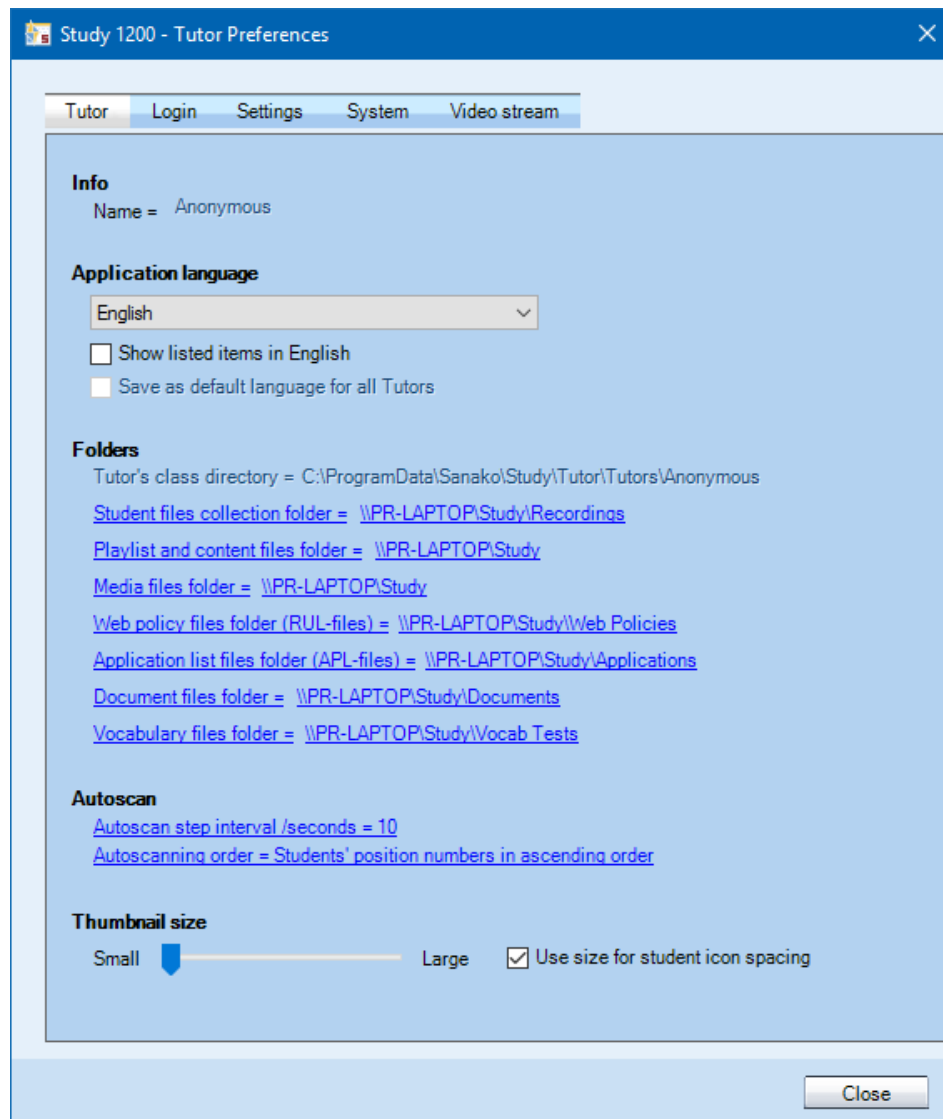 Study 1200 - Tutor Preferences
Tutor Login Settings System Video stream
Info
Name = Anonymous
Application language
English
Show listed items in English
Save as default language for all Tutors
Folders
Tutor's class directory = C:\ProgramData\Sanako\Study\Tutor\Tutors\Anonymous
Student files collection folder = \\PR-LAPTOP\Study\Recordings
Playlist and content files folder = \\PR-LAPTOP\Study
Media files folder = \\PR-LAPTOP\Study
Web policy files folder (RUL-files) = \\PR-LAPTOP\Study\Web Policies
Application list files folder (APL-files) = \\PR-LAPTOP\Study\Applications
Document files folder = \\PR-LAPTOP\Study\Documents
Vocabulary files folder = \\PR-LAPTOP\Study\Vocab Tests
Autoscan
Autoscan step interval /seconds = 10
Autoscanning order = Students' position numbers in ascending order
Thumbnail size
Small Large Use size for student icon spacing
Close